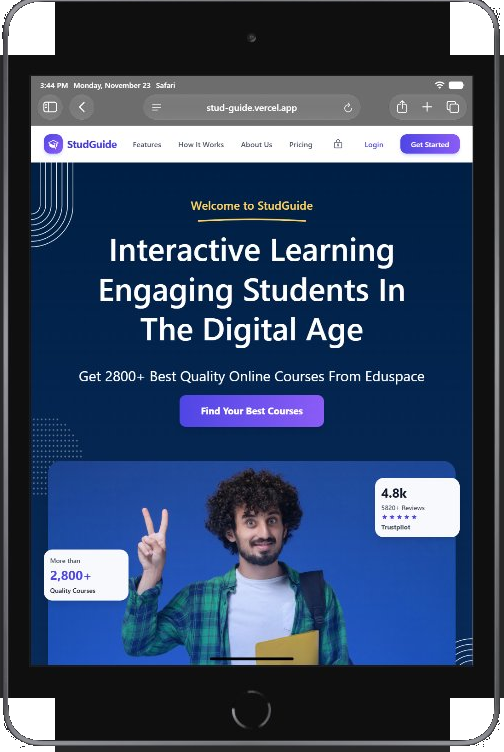 3:44 PM Monday, November 23 Safari
stud-guide.vercel.app
StudGuide Features How It Works About Us Pricing Login Get Started
Welcome to StudGuide
Interactive Learning
Engaging Students In
The Digital Age
Get 2800+ Best Quality Online Courses From Eduspace
Find Your Best Courses
4.8k
5820+ Reviews
Trustpilot
More than
2,800+
Quality Courses